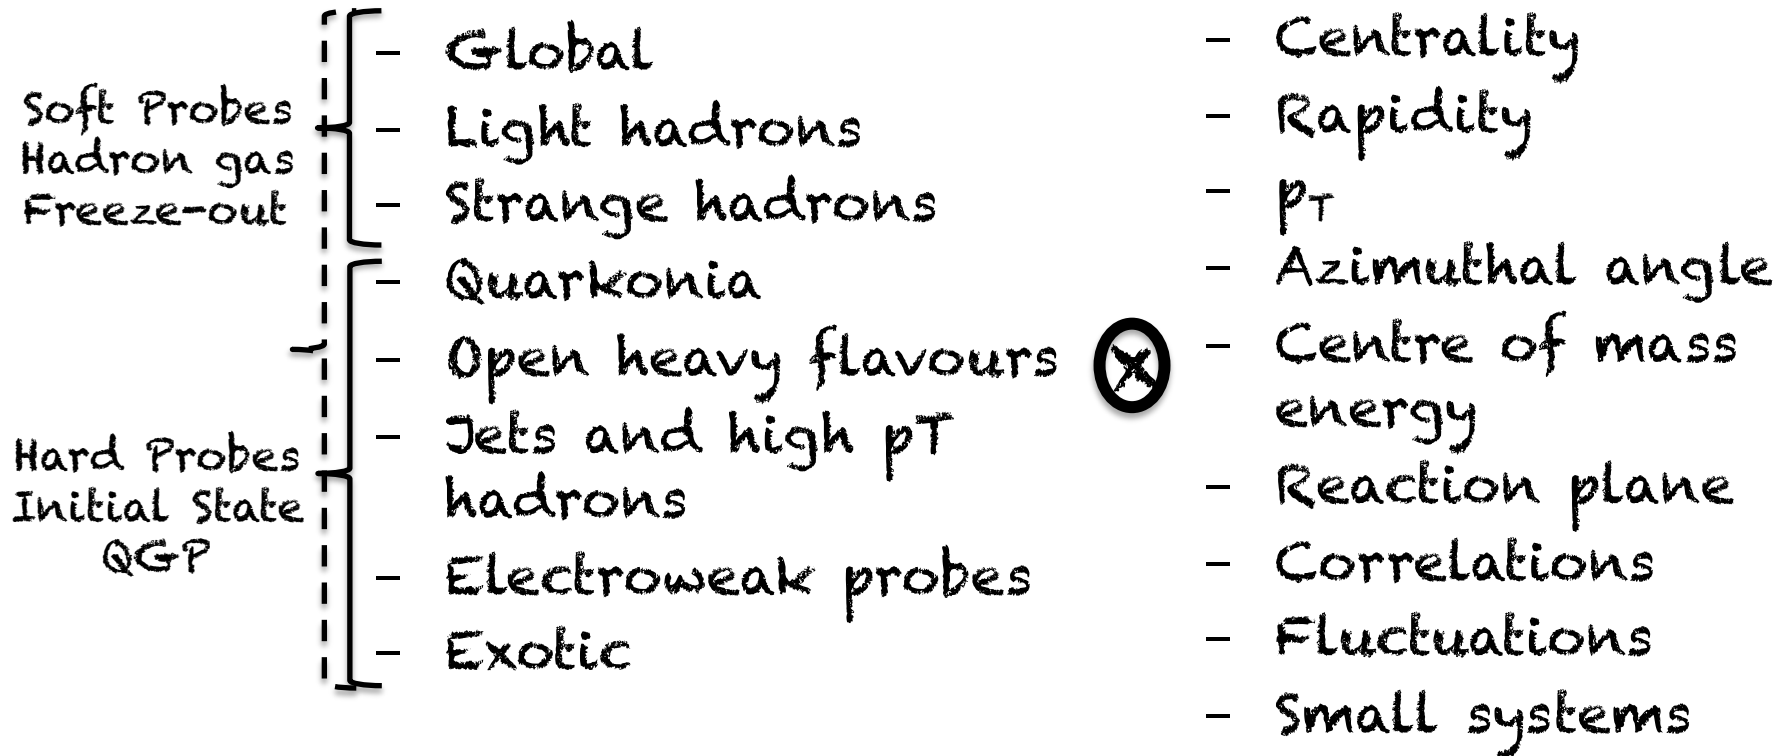 Soft Probes
Hadron gas
Freeze-out
Hard Probes
Initial State
QGP
- Global
- Light hadrons
- Strange hadrons
- Quarkonia
- Open heavy flavours
- Jets and high pT
hadrons
- Electroweak probes
- Exotic
⊗
- Centrality
- Rapidity
- pT
- Azimuthal angle
- Centre of mass
energy
- Reaction plane
- Correlations
- Fluctuations
- Small systems